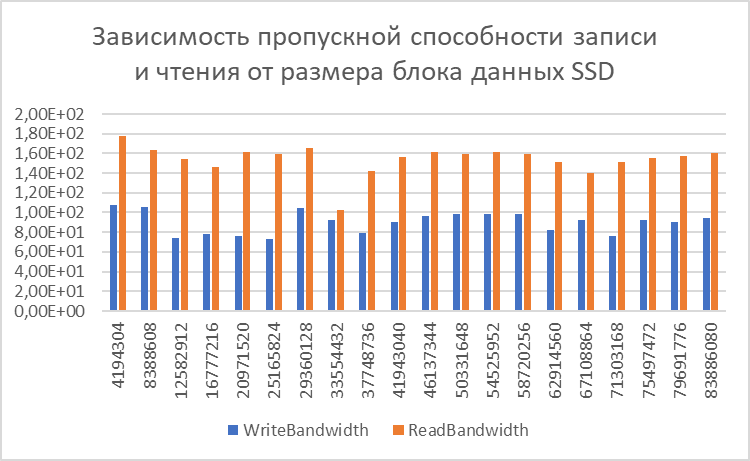 Зависимость пропускной способности записи
и чтения от размера блока данных SSD
2,00E+02
1,80E+02
1,60E+02
1,40E+02
1,20E+02
1,00E+02
8,00E+01
6,00E+01
4,00E+01
2,00E+01
0,00E+00
4194304
8388608
12582912
16777216
20971520
25165824
29360128
33554432
37748736
41943040
46137344
50331648
54525952
58720256
62914560
67108864
71303168
75497472
79691776
83886080
WriteBandwidth
ReadBandwidth